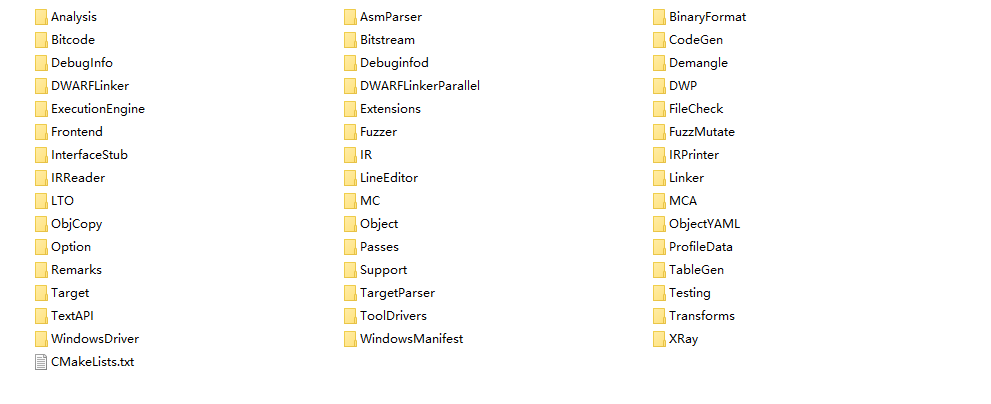 Analysis AsmParser BinaryFormat
Bitcode Bitstream CodeGen
DebugInfo Debuginfod Demangle
DWARFLinker DWARFLinkerParallel DWP
ExecutionEngine Extensions FileCheck
Frontend Fuzzer FuzzMutate
InterfaceStub IR IRPrinter
IRReader LineEditor Linker
LTO MC MCA
ObjCopy Object ObjectYAML
Option Passes ProfileData
Remarks Support TableGen
Target TargetParser Testing
TextAPI ToolDrivers Transforms
WindowsDriver WindowsManifest XRay
CMakeLists.txt